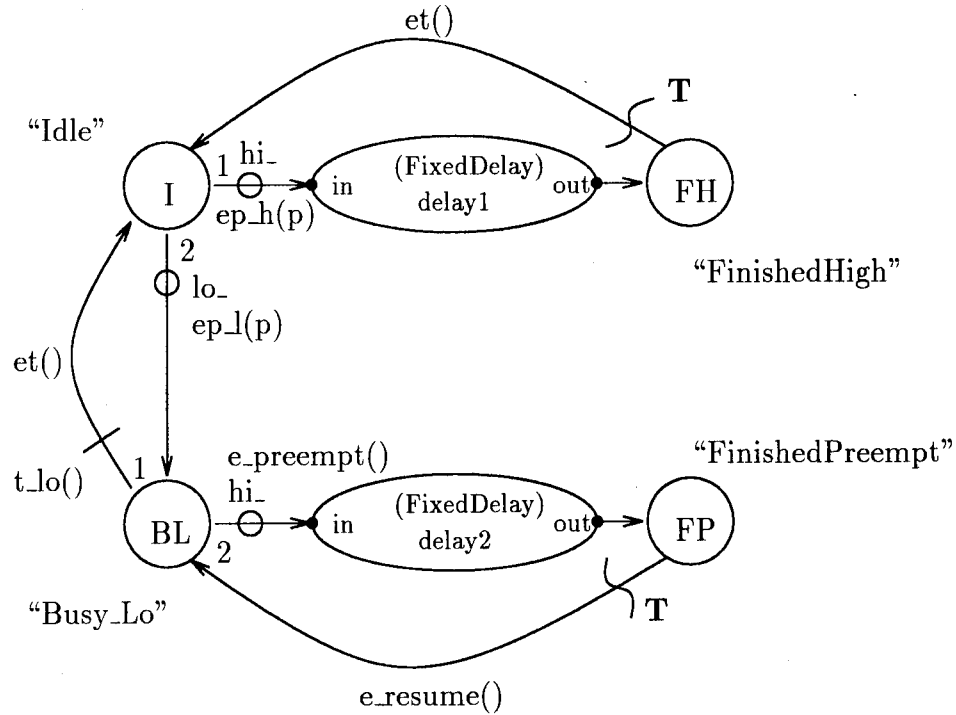 et()
T
“Idle”
I
1
hi_
ep_h(p)
in
(FixedDelay)
delay1
out
FH
“FinishedHigh”
2
lo_
ep_l(p)
et()
t_lo()
1
e_preempt()
hi_
“FinishedPreempt”
BL
2
in
(FixedDelay)
delay2
out
FP
“Busy_Lo”
T
e_resume()